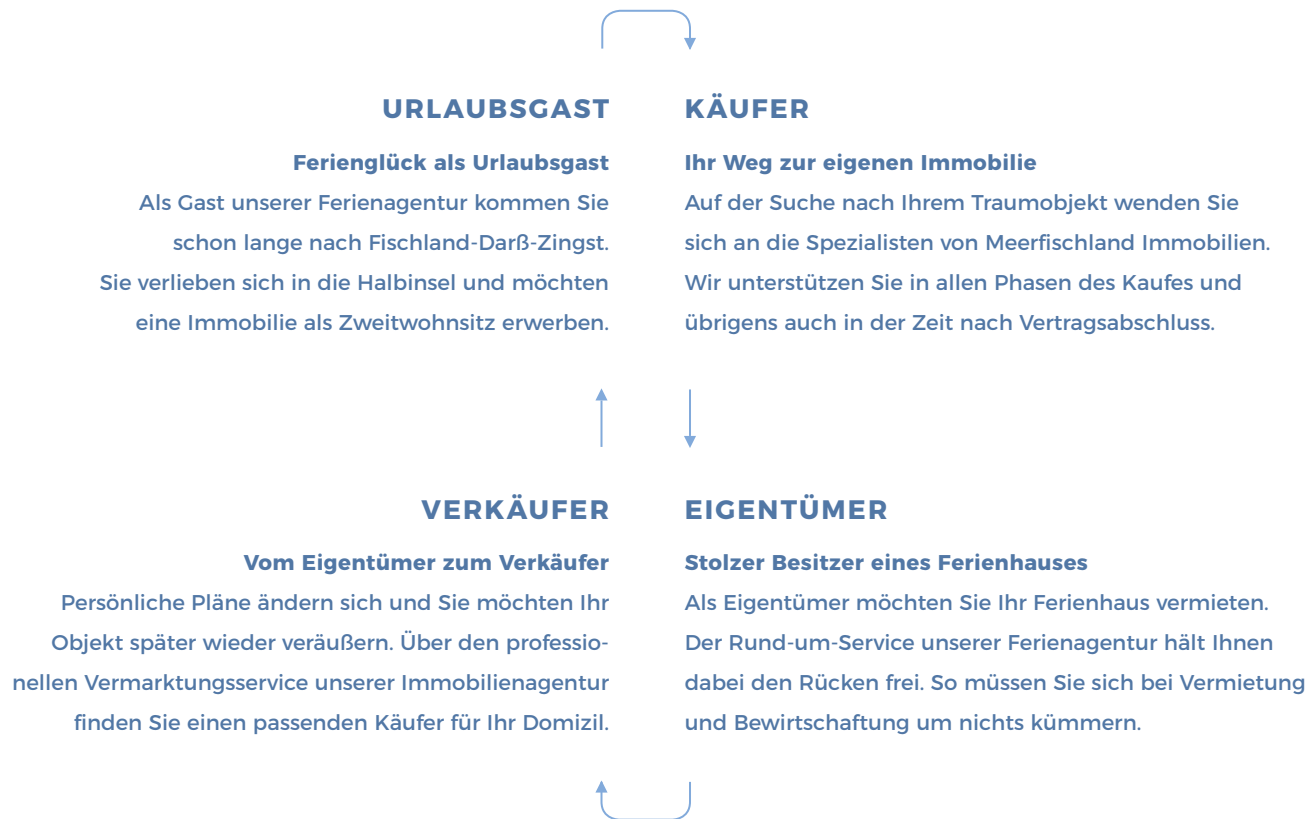 URLAUBSGAST
Ferienglück als Urlaubsgast
Als Gast unserer Ferienagentur kommen Sie
schon lange nach Fischland-Darß-Zingst.
Sie verlieben sich in die Halbinsel und möchten
eine Immobilie als Zweitwohnsitz erwerben.
KÄUFER
Ihr Weg zur eigenen Immobilie
Auf der Suche nach Ihrem Traumobjekt wenden Sie
sich an die Spezialisten von Meerfischland Immobilien.
Wir unterstützen Sie in allen Phasen des Kaufes und
übrigens auch in der Zeit nach Vertragsabschluss.
VERKÄUFER
Vom Eigentümer zum Verkäufer
Persönliche Pläne ändern sich und Sie möchten Ihr
Objekt später wieder veräußern. Über den professio-
nellen Vermarktungsservice unserer Immobilienagentur
finden Sie einen passenden Käufer für Ihr Domizil.
EIGENTÜMER
Stolzer Besitzer eines Ferienhauses
Als Eigentümer möchten Sie Ihr Ferienhaus vermieten.
Der Rund-um-Service unserer Ferienagentur hält Ihnen
dabei den Rücken frei. So müssen Sie sich bei Vermietung
und Bewirtschaftung um nichts kümmern.